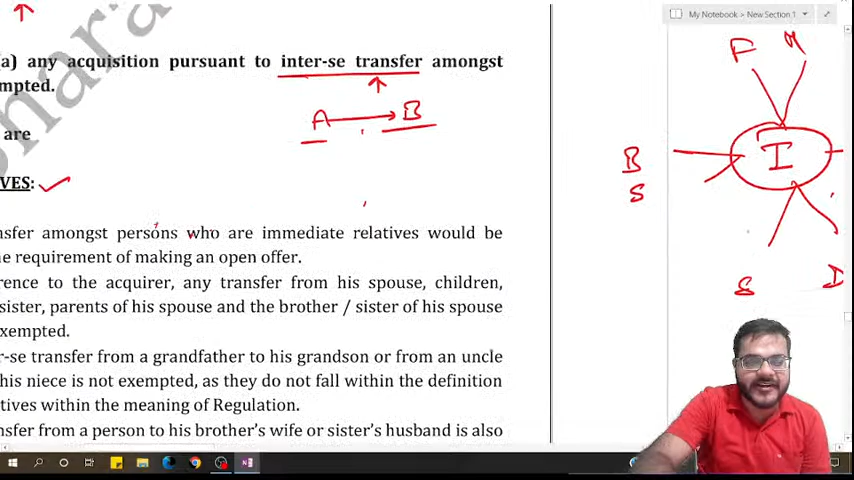 My Notebook > New Section 1
(a) any acquisition pursuant to inter-se transfer amongst
empted.
A B
are
VES:
F M
I
B
S
S D
nsfer amongst persons who are immediate relatives would be
he requirement of making an open offer.
erence to the acquirer, any transfer from his spouse, children,
sister, parents of his spouse and the brother / sister of his spouse
exempted.
r-se transfer from a grandfather to his grandson or from an uncle
his niece is not exempted, as they do not fall within the definition
tives within the meaning of Regulation.
nsfer from a person to his brother's wife or sister's husband is also